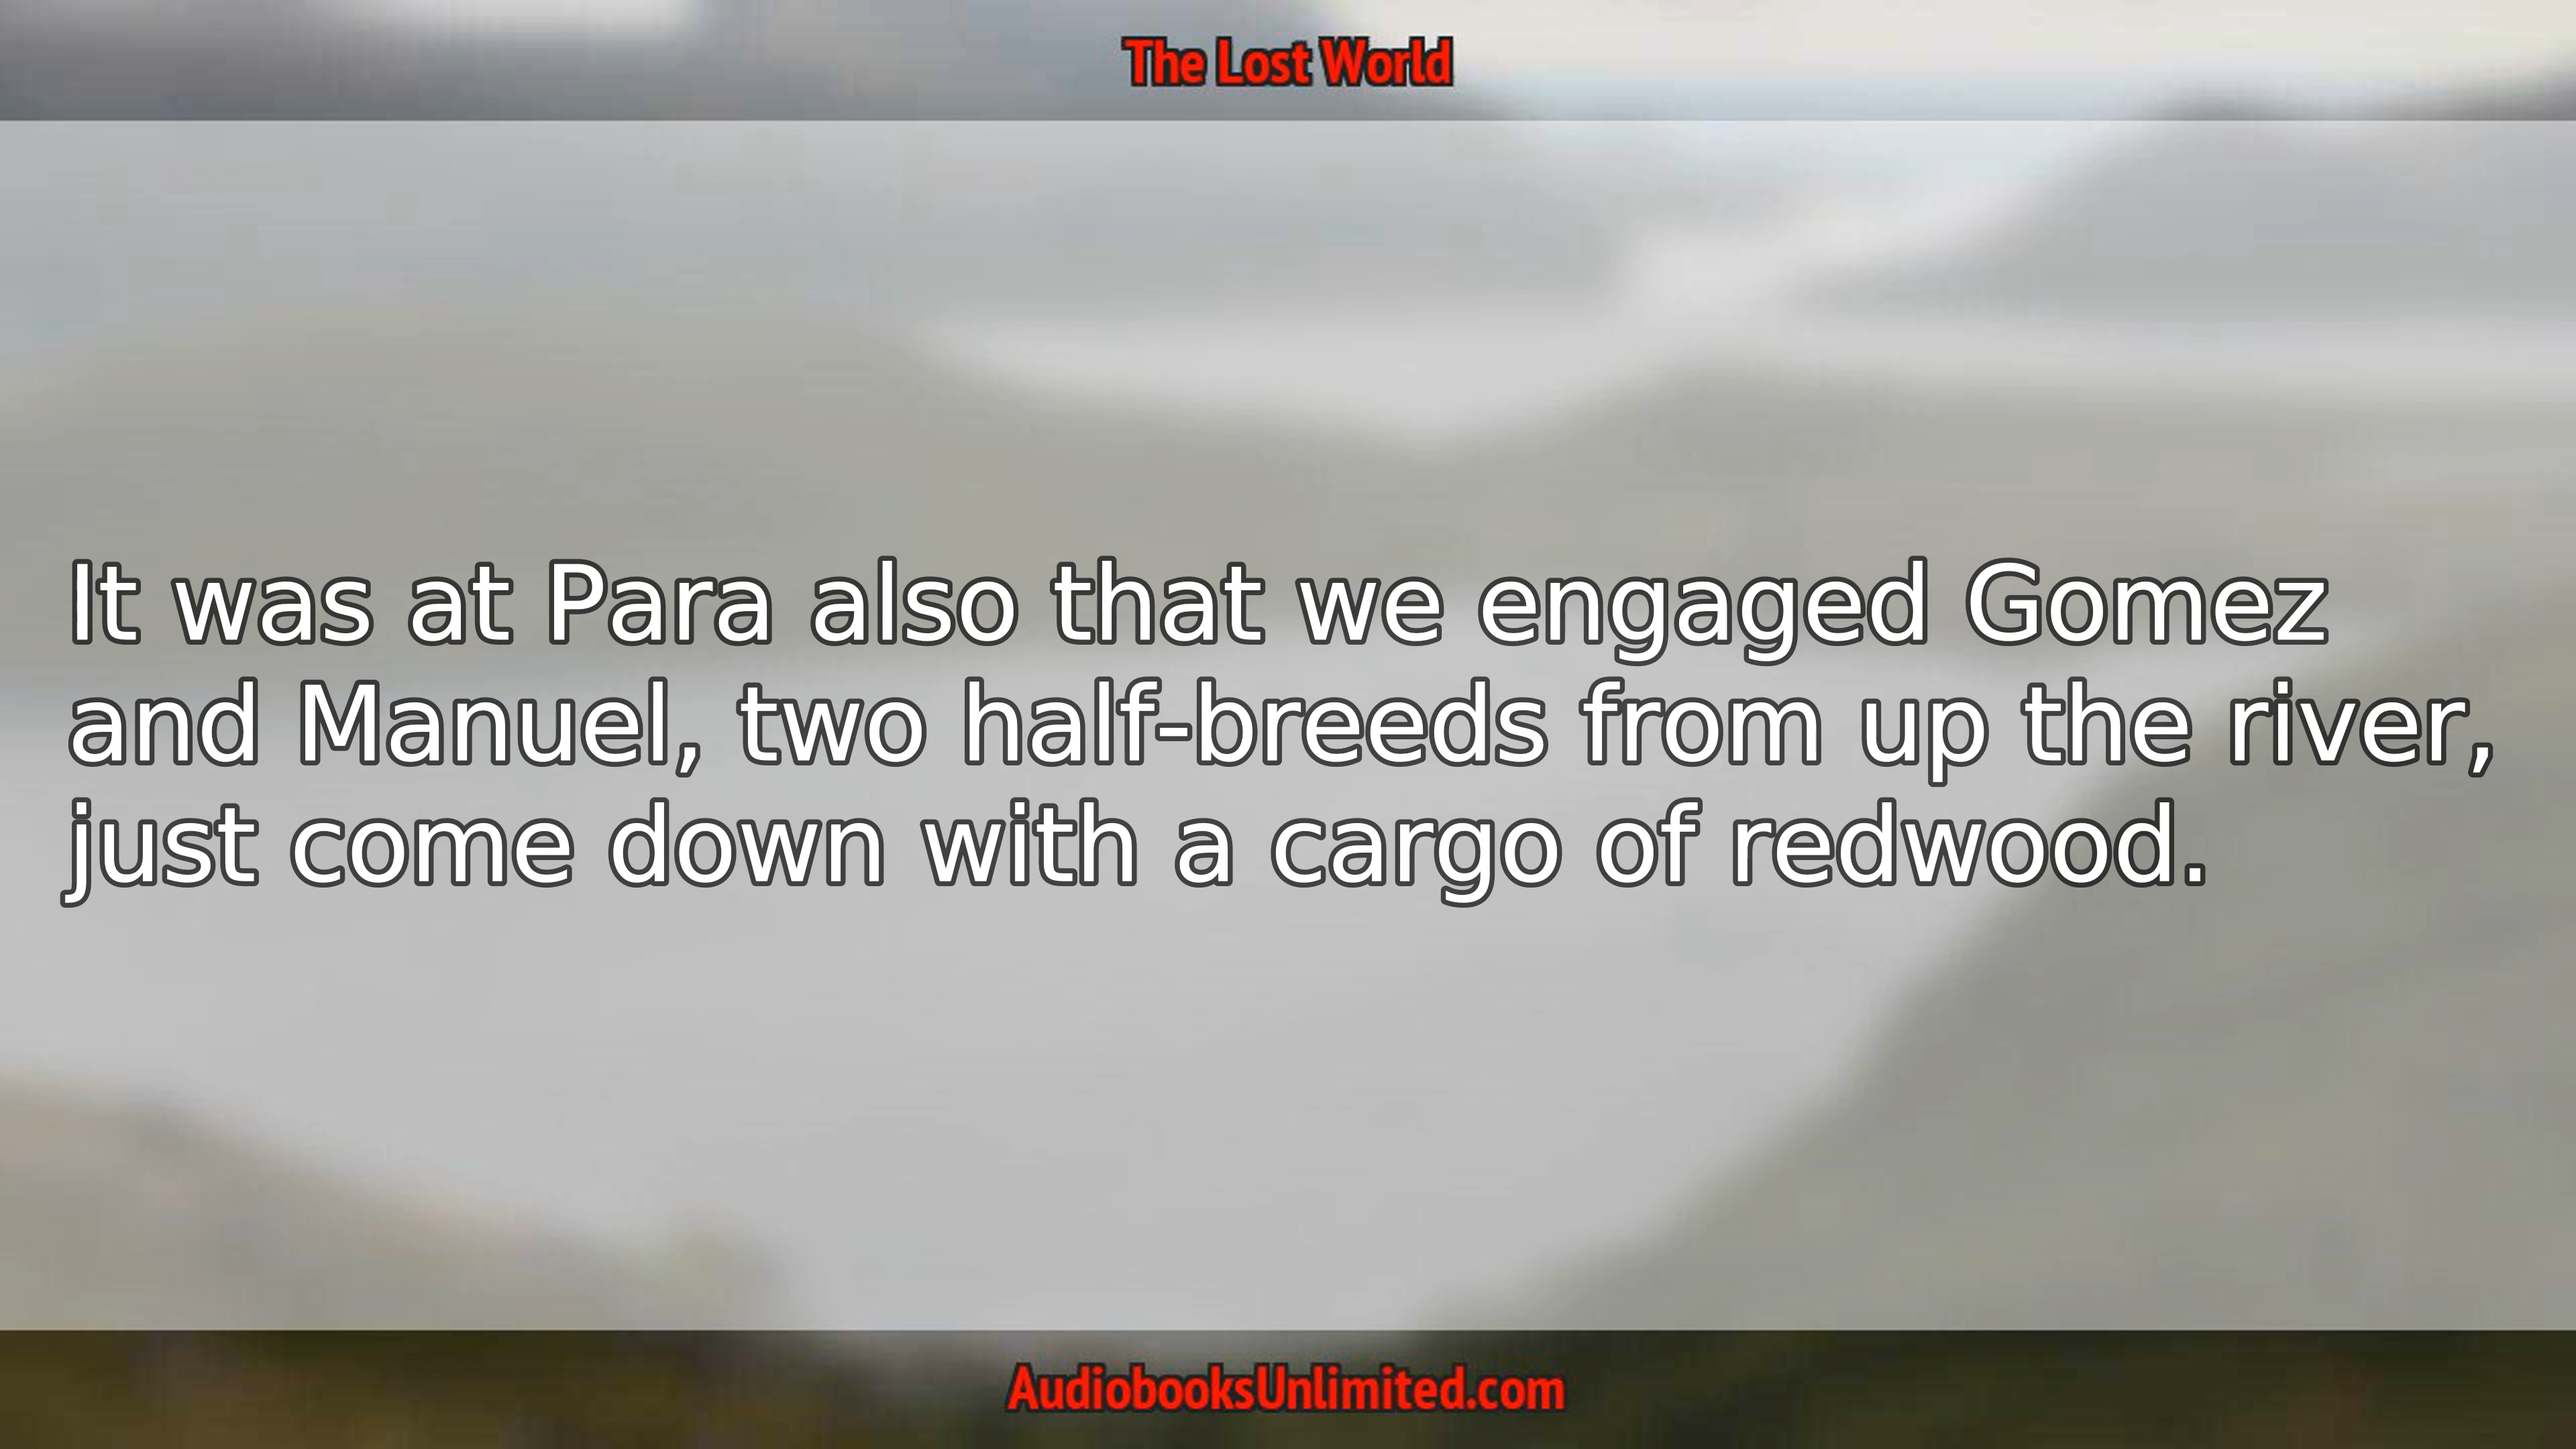 The Lost World
It was at Para also that we engaged Gomez
and Manuel, two half-breeds from up the river,
just come down with a cargo of redwood.
AudiobooksUnlimited.com